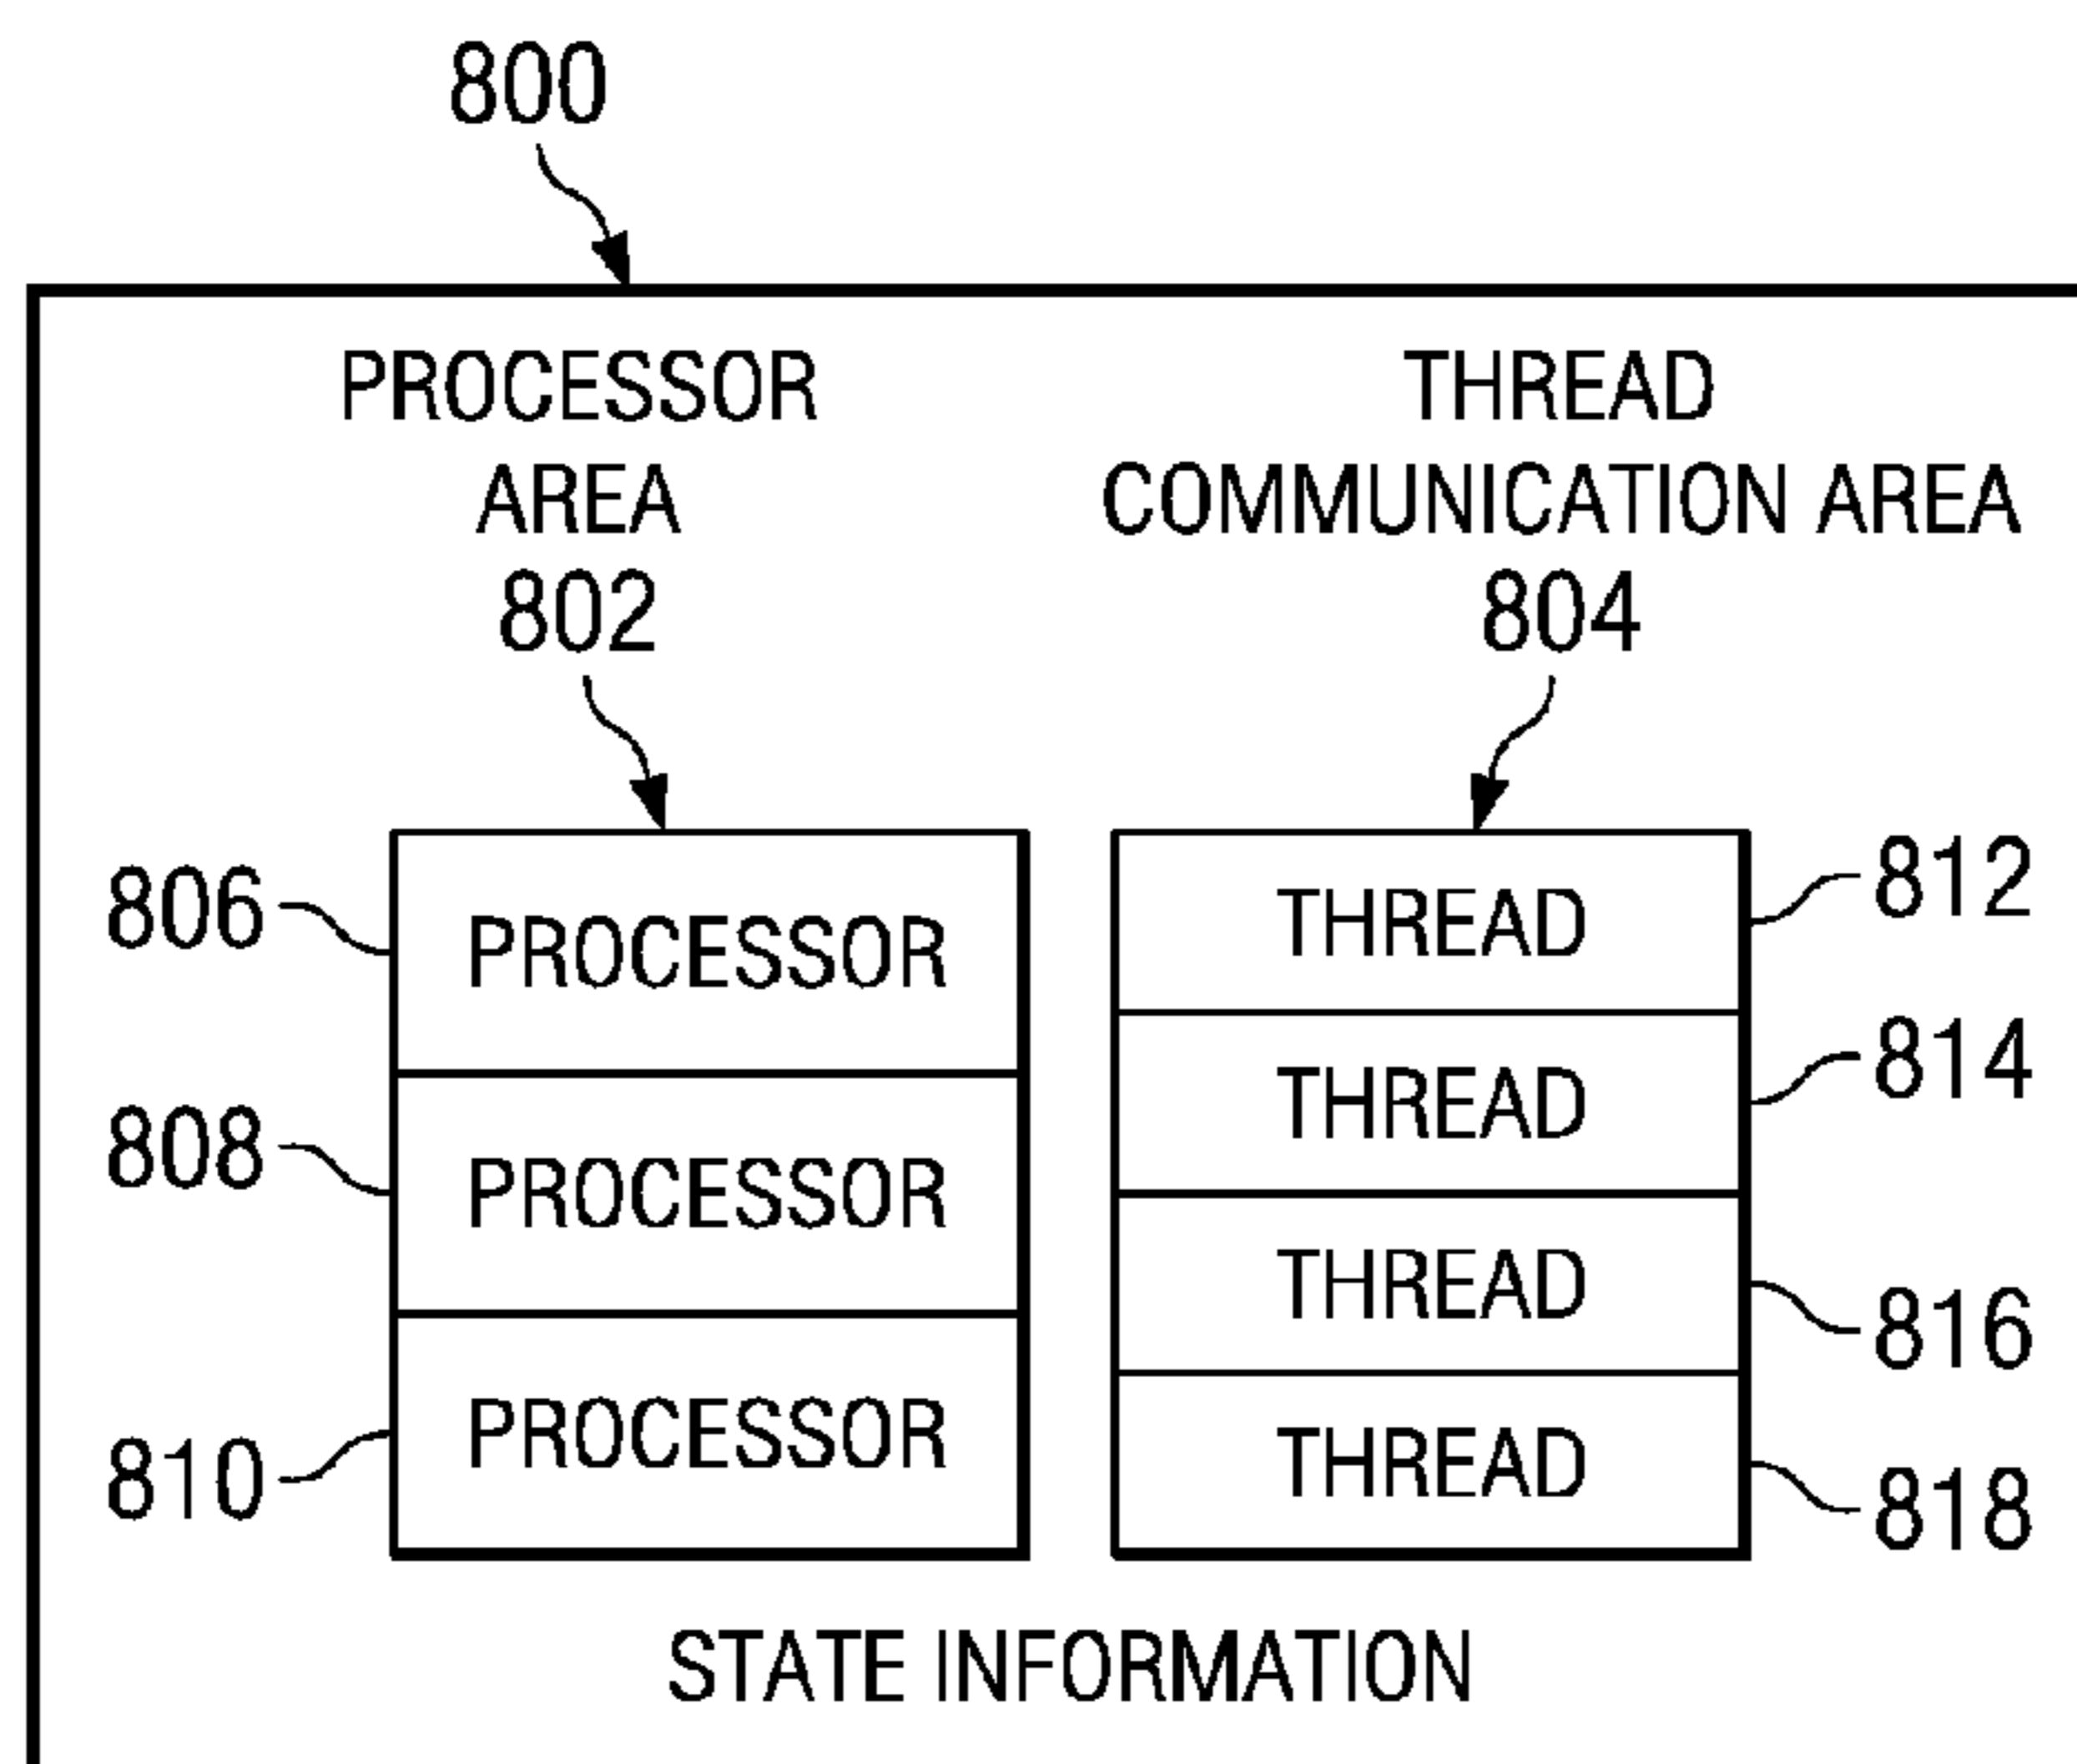 800
PROCESSOR
AREA
802
THREAD
COMMUNICATION AREA
804
806
PROCESSOR
808
PROCESSOR
810
PROCESSOR
THREAD
812
THREAD
814
THREAD
816
THREAD
818
STATE INFORMATION